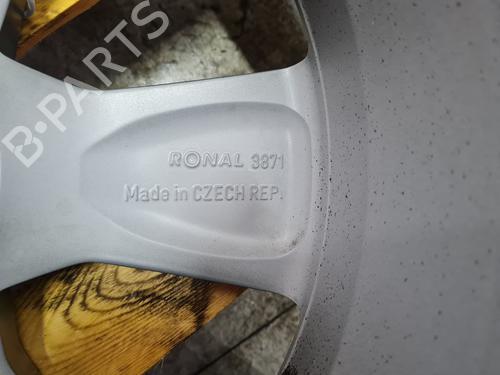 B-PARTS
RONAL 3871
Made in CZECH REP.